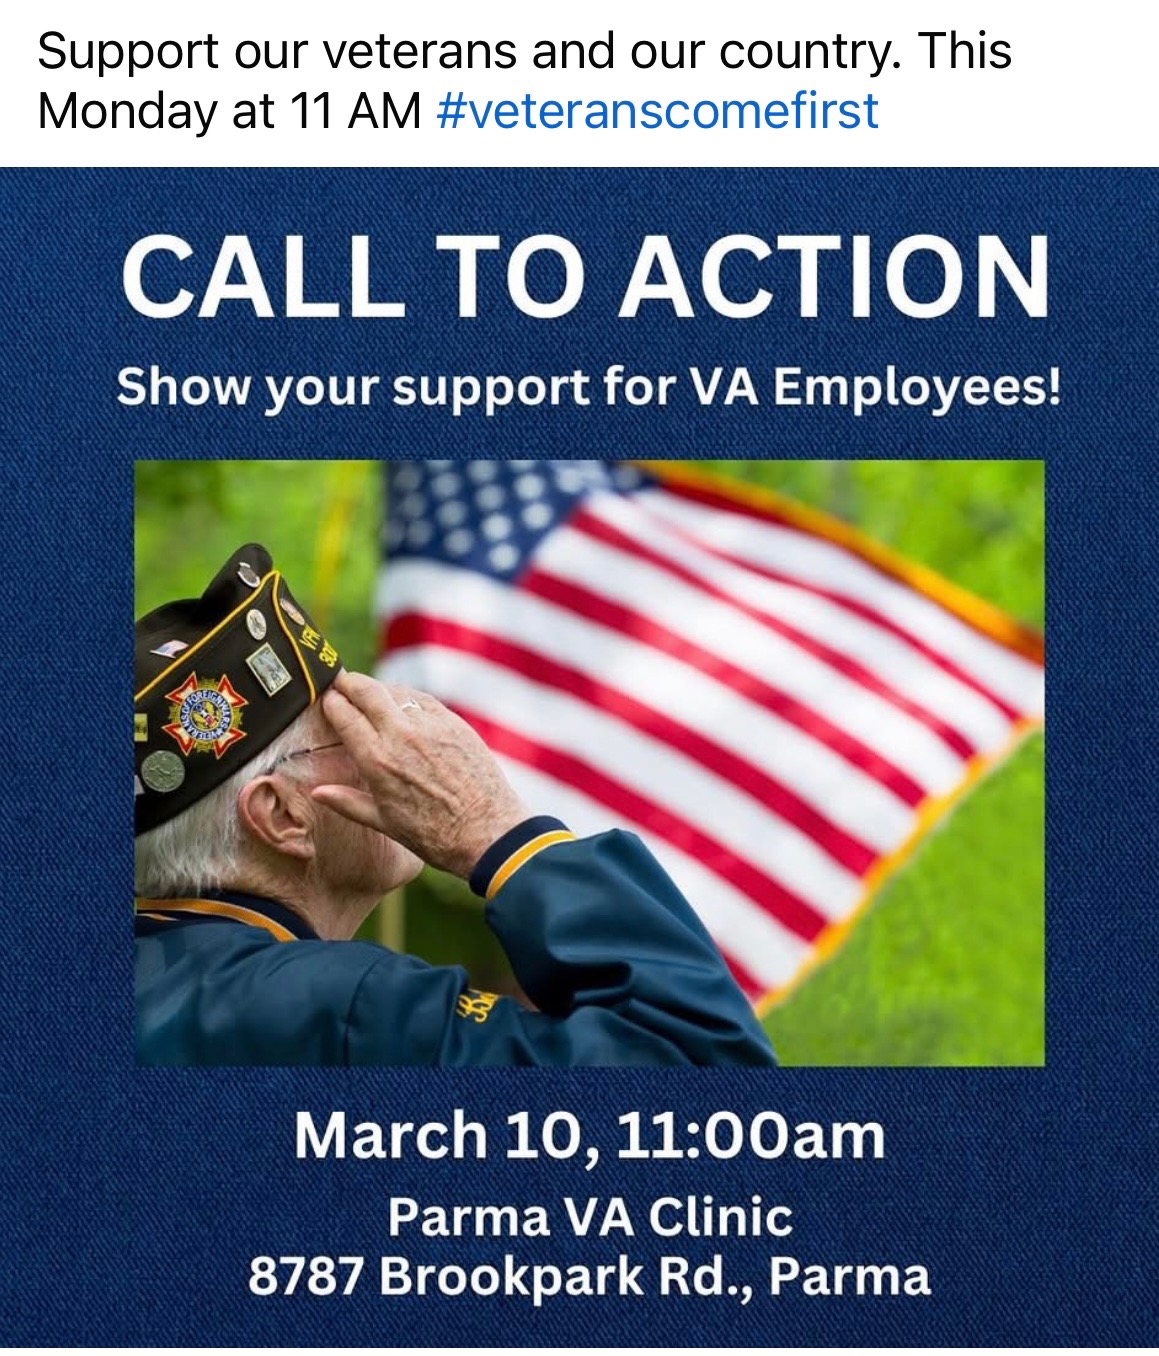 Support our veterans and our country. This
Monday at 11 AM #veteranscomefirst
CALL TO ACTION
Show your support for VA Employees!
March 10, 11:00am
Parma VA Clinic
8787 Brookpark Rd., Parma